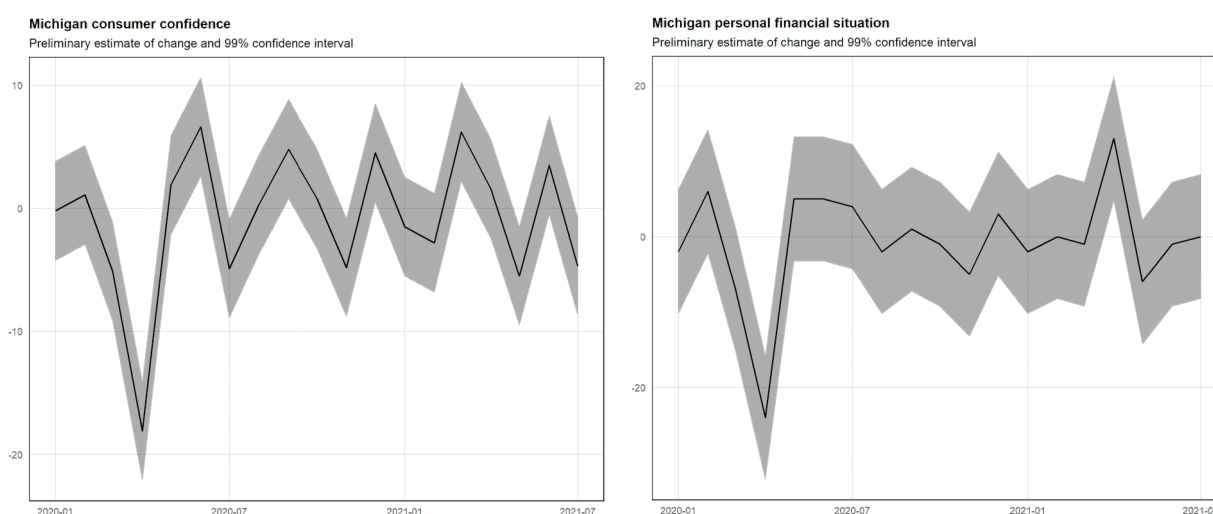 Michigan consumer confidence
Preliminary estimate of change and 99% confidence interval
10
0
-10
-20
2020-01 2020-07 2021-01 2021-07
Michigan personal financial situation
Preliminary estimate of change and 99% confidence interval
20
0
-20
2020-01 2020-07 2021-01 2021-0